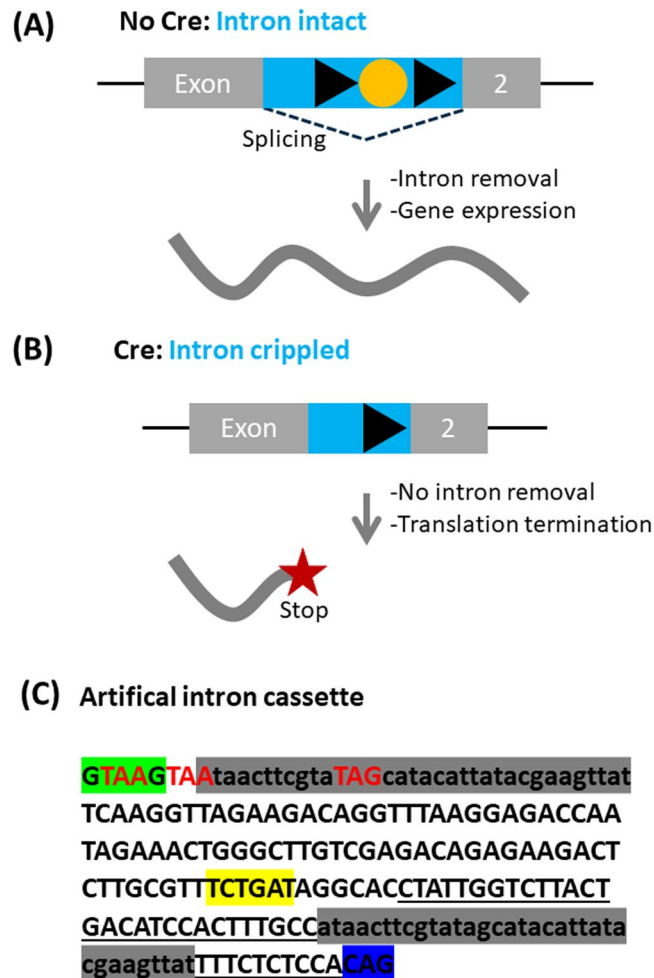 (A) No Cre: Intron intact
Exon 2
Splicing
-Intron removal
-Gene expression
(B) Cre: Intron crippled
Exon 2
-No intron removal
-Translation termination
Stop
(C) Artifical intron cassette
GTAAGTAAtaacttcgtaTAGcatacattatacgaagttat
TCAAGGTTAGAAGACAGGTTTAAGGAGACCAA
TAGAAACTGGGCTTGTCGAGACAGAGAAGACT
CTTGCGTTTCTGATAGGCACCTATTGGTCTTACT
GACATCCACTTTGCCataacttcgtatagcatacattata
cgaagttatTTTCTCTCCACAG